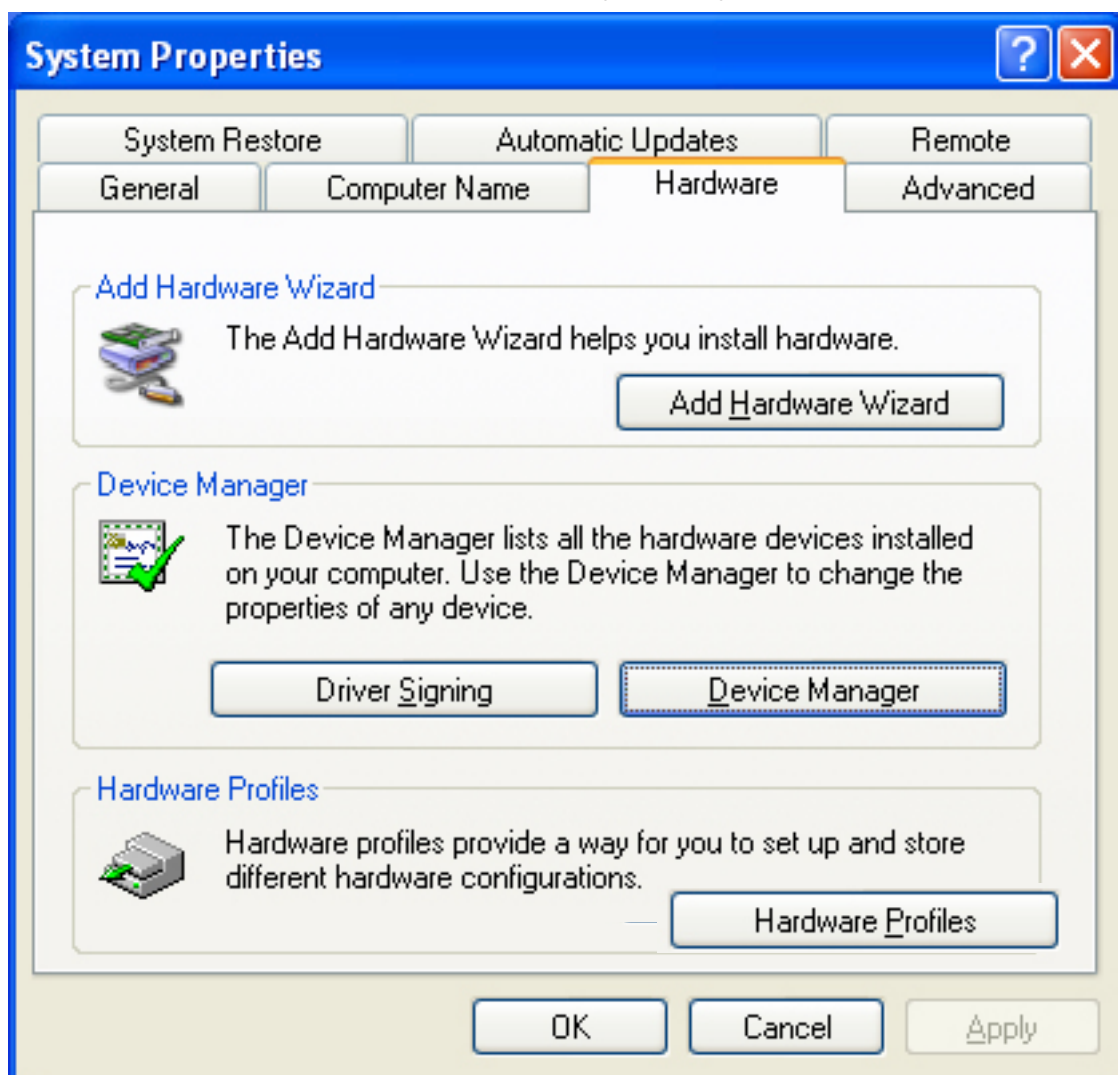 System Properties
?
System Restore Automatic Updates Remote
General Computer Name Hardware Advanced
Add Hardware Wizard
The Add Hardware Wizard helps you install hardware.
Add Hardware Wizard
Device Manager
The Device Manager lists all the hardware devices installed
on your computer. Use the Device Manager to change the
properties of any device.
Driver Signing Device Manager
Hardware Profiles
Hardware profiles provide a way for you to set up and store
different hardware configurations.
Hardware Profiles
OK Cancel Apply